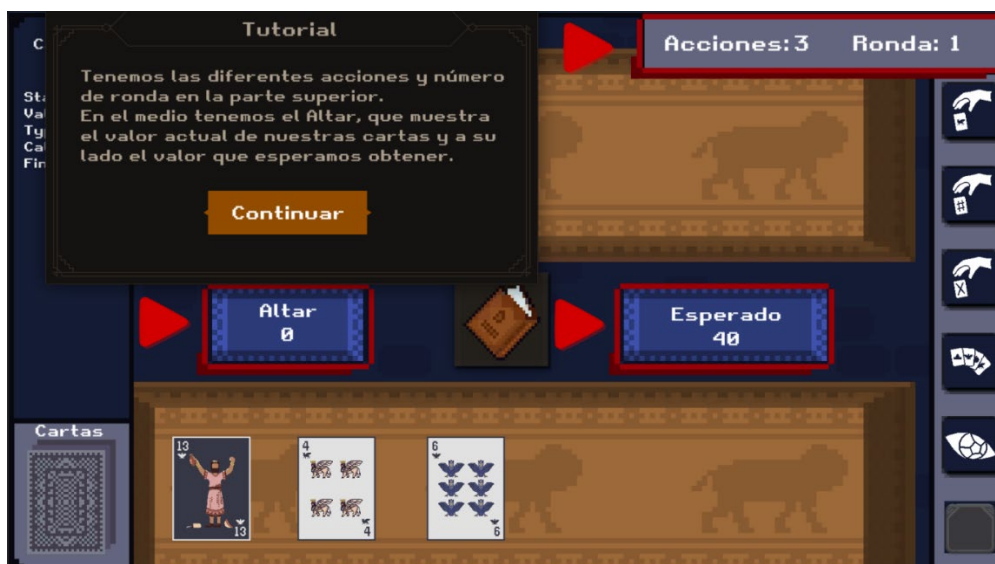 Tutorial
Tenemos las diferentes acciones y número
de ronda en la parte superior.
En el medio tenemos el Altar, que muestra
el valor actual de nuestras cartas y a su
lado el valor que esperamos obtener.
Continuar
Acciones: 3 Ronda: 1
Altar
0
Esperado
40
Cartas
13
13
4
4
6
6